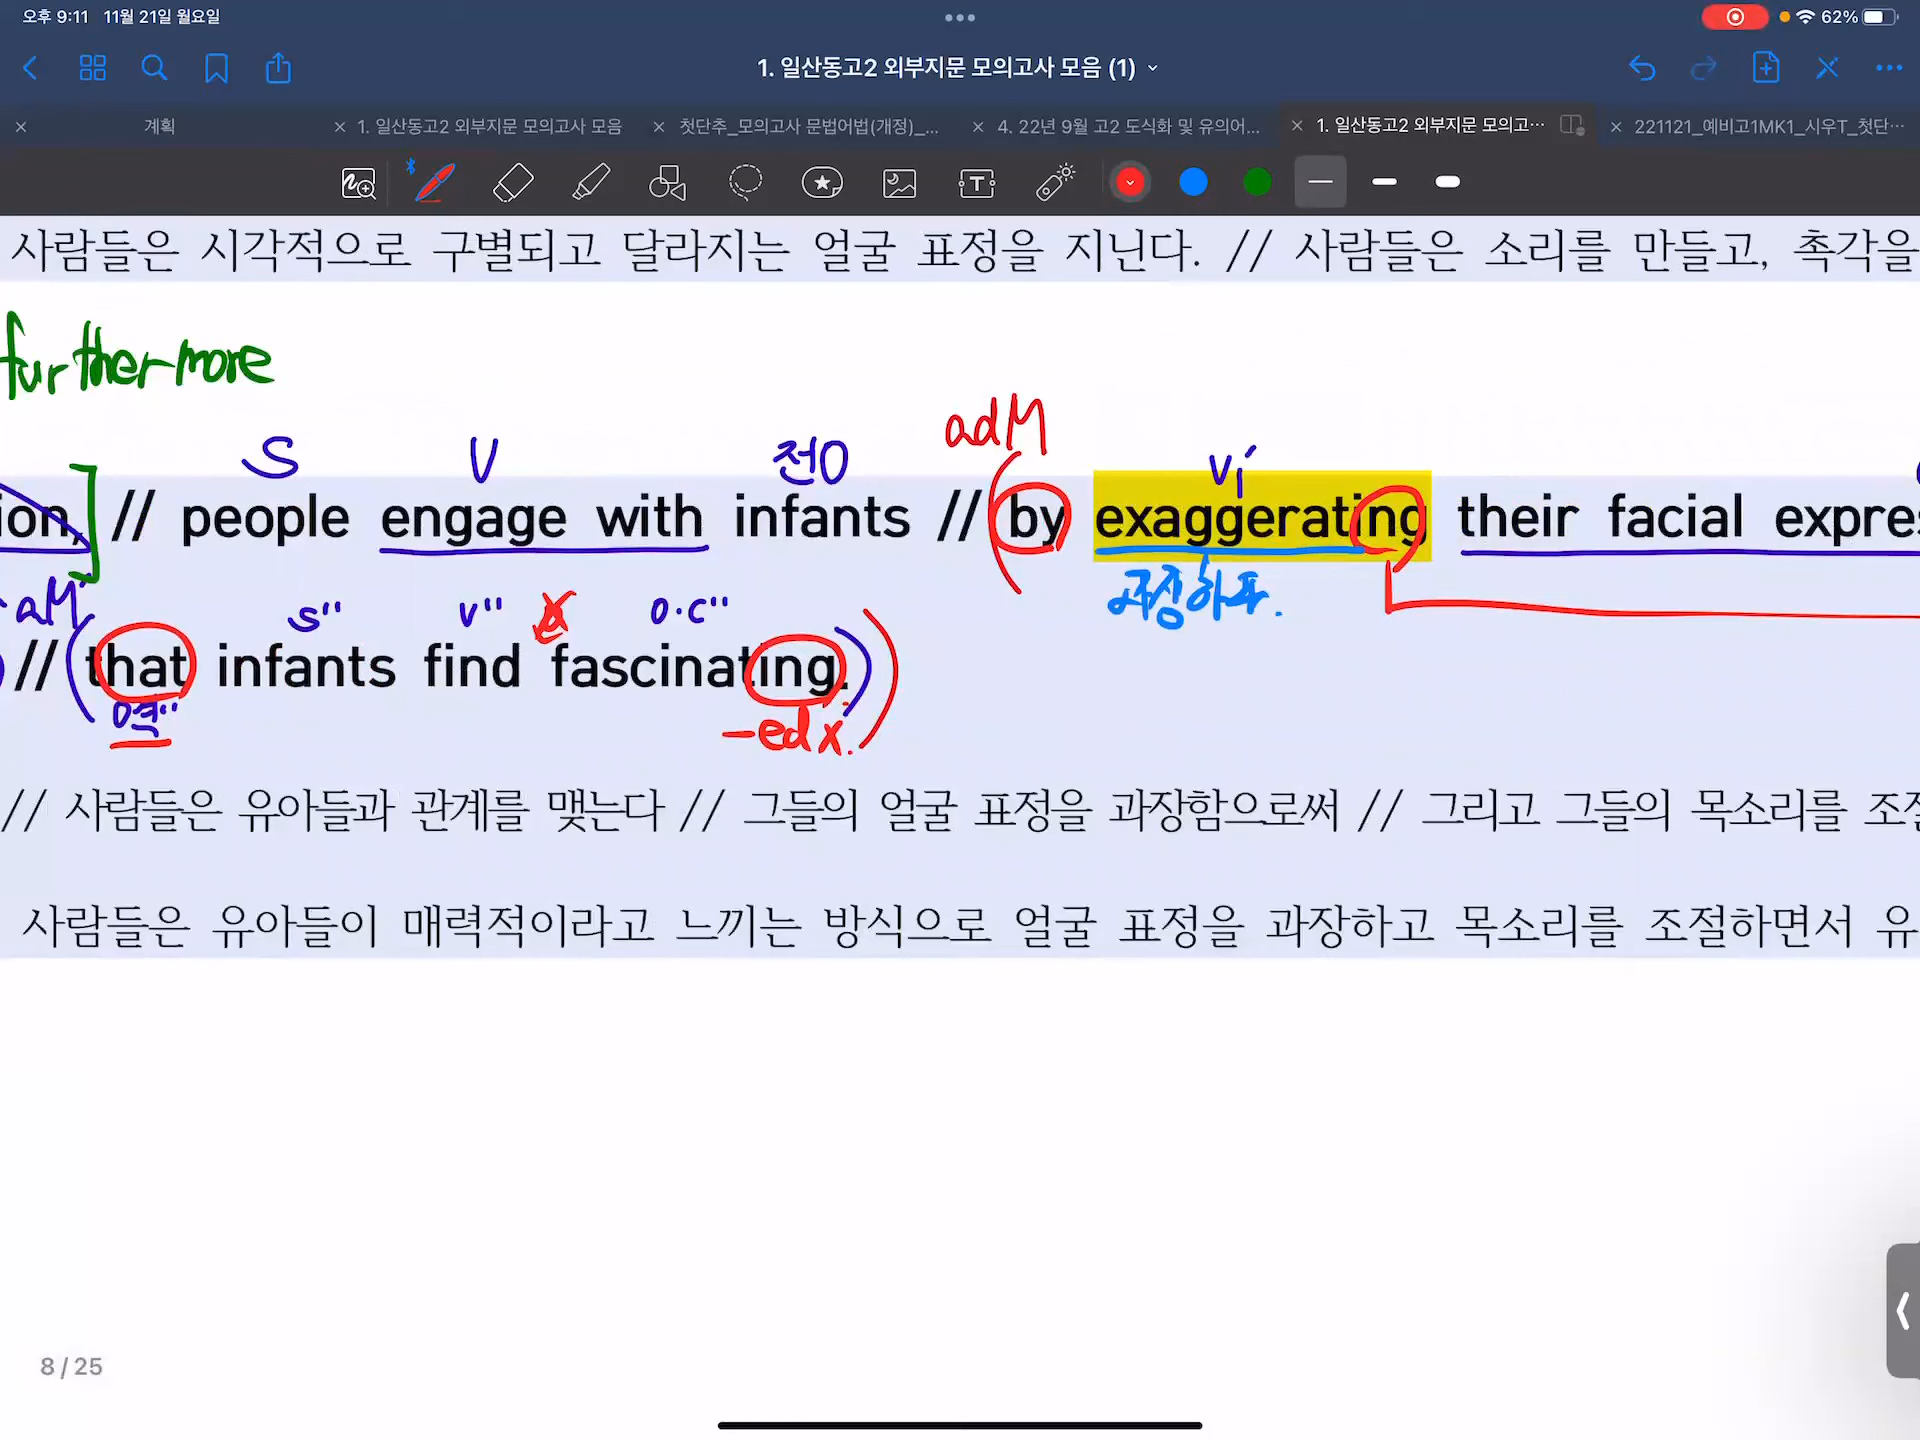 오후 9:11 11월 21일 월요일
62%
1. 일산동고2 외부지문 모의고사 모음 (1)
계획
1. 일산동고2 외부지문 모의고사 모음
첫단추_모의고사 문법어법(개정)_...
4. 22년 9월 고2 도식화 및 유의어...
1. 일산동고2 외부지문 모의고...
221121_예비고1MK1_시우T_첫단...
사람들은 시각적으로 구별되고 달라지는 얼굴 표정을 지닌다. // 사람들은 소리를 만들고, 촉각을
furthermore
adM
S V 전O Vi'
ion,] // people engage with infants // (by exaggerating their facial expres
과장하다.
aM s'' v'' o.c''
// (that infants find fascinating.))
-ed x.
// 사람들은 유아들과 관계를 맺는다 // 그들의 얼굴 표정을 과장함으로써 // 그리고 그들의 목소리를 조절
사람들은 유아들이 매력적이라고 느끼는 방식으로 얼굴 표정을 과장하고 목소리를 조절하면서 유
8 / 25